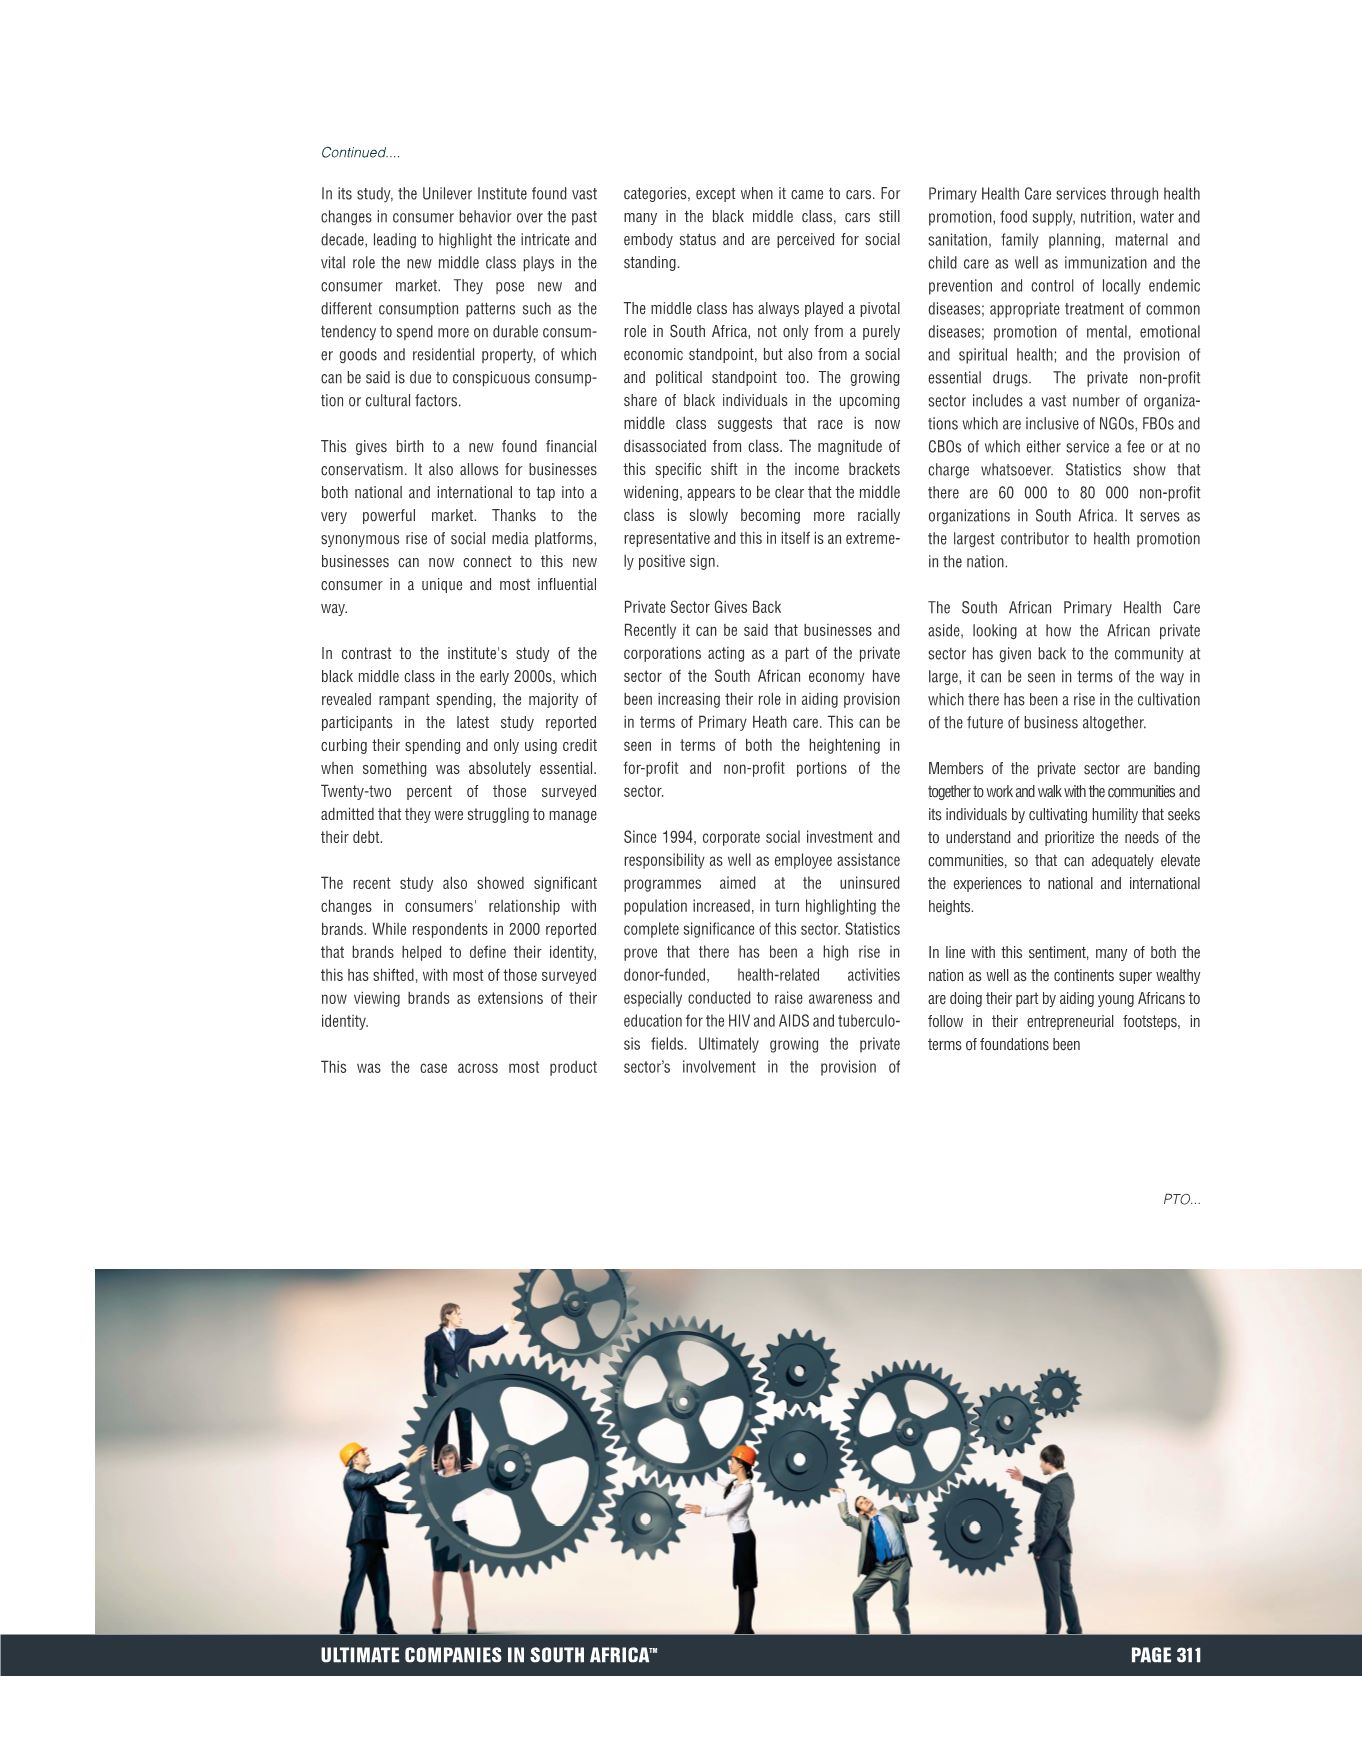 Continued....
In its study, the Unilever Institute found vast
changes in consumer behavior over the past
decade, leading to highlight the intricate and
vital role the new middle class plays in the
consumer market. They pose new and
different consumption patterns such as the
tendency to spend more on durable consum-
er goods and residential property, of which
can be said is due to conspicuous consump-
tion or cultural factors.
This gives birth to a new found financial
conservatism. It also allows for businesses
both national and international to tap into a
very powerful market. Thanks to the
synonymous rise of social media platforms,
businesses can now connect to this new
consumer in a unique and most influential
way.
In contrast to the institute's study of the
black middle class in the early 2000s, which
revealed rampant spending, the majority of
participants in the latest study reported
curbing their spending and only using credit
when something was absolutely essential.
Twenty-two percent of those surveyed
admitted that they were struggling to manage
their debt.
The recent study also showed significant
changes in consumers' relationship with
brands. While respondents in 2000 reported
that brands helped to define their identity,
this has shifted, with most of those surveyed
now viewing brands as extensions of their
identity.
This was the case across most product
categories, except when it came to cars. For
many in the black middle class, cars still
embody status and are perceived for social
standing.
The middle class has always played a pivotal
role in South Africa, not only from a purely
economic standpoint, but also from a social
and political standpoint too. The growing
share of black individuals in the upcoming
middle class suggests that race is now
disassociated from class. The magnitude of
this specific shift in the income brackets
widening, appears to be clear that the middle
class is slowly becoming more racially
representative and this in itself is an extreme-
ly positive sign.
Private Sector Gives Back
Recently it can be said that businesses and
corporations acting as a part of the private
sector of the South African economy have
been increasing their role in aiding provision
in terms of Primary Heath care. This can be
seen in terms of both the heightening in
for-profit and non-profit portions of the
sector.
Since 1994, corporate social investment and
responsibility as well as employee assistance
programmes aimed at the uninsured
population increased, in turn highlighting the
complete significance of this sector. Statistics
prove that there has been a high rise in
donor-funded, health-related activities
especially conducted to raise awareness and
education for the HIV and AIDS and tuberculo-
sis fields. Ultimately growing the private
sector’s involvement in the provision of
Primary Health Care services through health
promotion, food supply, nutrition, water and
sanitation, family planning, maternal and
child care as well as immunization and the
prevention and control of locally endemic
diseases; appropriate treatment of common
diseases; promotion of mental, emotional
and spiritual health; and the provision of
essential drugs. The private non-profit
sector includes a vast number of organiza-
tions which are inclusive of NGOs, FBOs and
CBOs of which either service a fee or at no
charge whatsoever. Statistics show that
there are 60 000 to 80 000 non-profit
organizations in South Africa. It serves as
the largest contributor to health promotion
in the nation.
The South African Primary Health Care
aside, looking at how the African private
sector has given back to the community at
large, it can be seen in terms of the way in
which there has been a rise in the cultivation
of the future of business altogether.
Members of the private sector are banding
together to work and walk with the communities and
its individuals by cultivating humility that seeks
to understand and prioritize the needs of the
communities, so that can adequately elevate
the experiences to national and international
heights.
In line with this sentiment, many of both the
nation as well as the continents super wealthy
are doing their part by aiding young Africans to
follow in their entrepreneurial footsteps, in
terms of foundations been
PTO...
ULTIMATE COMPANIES IN SOUTH AFRICA™
PAGE 311